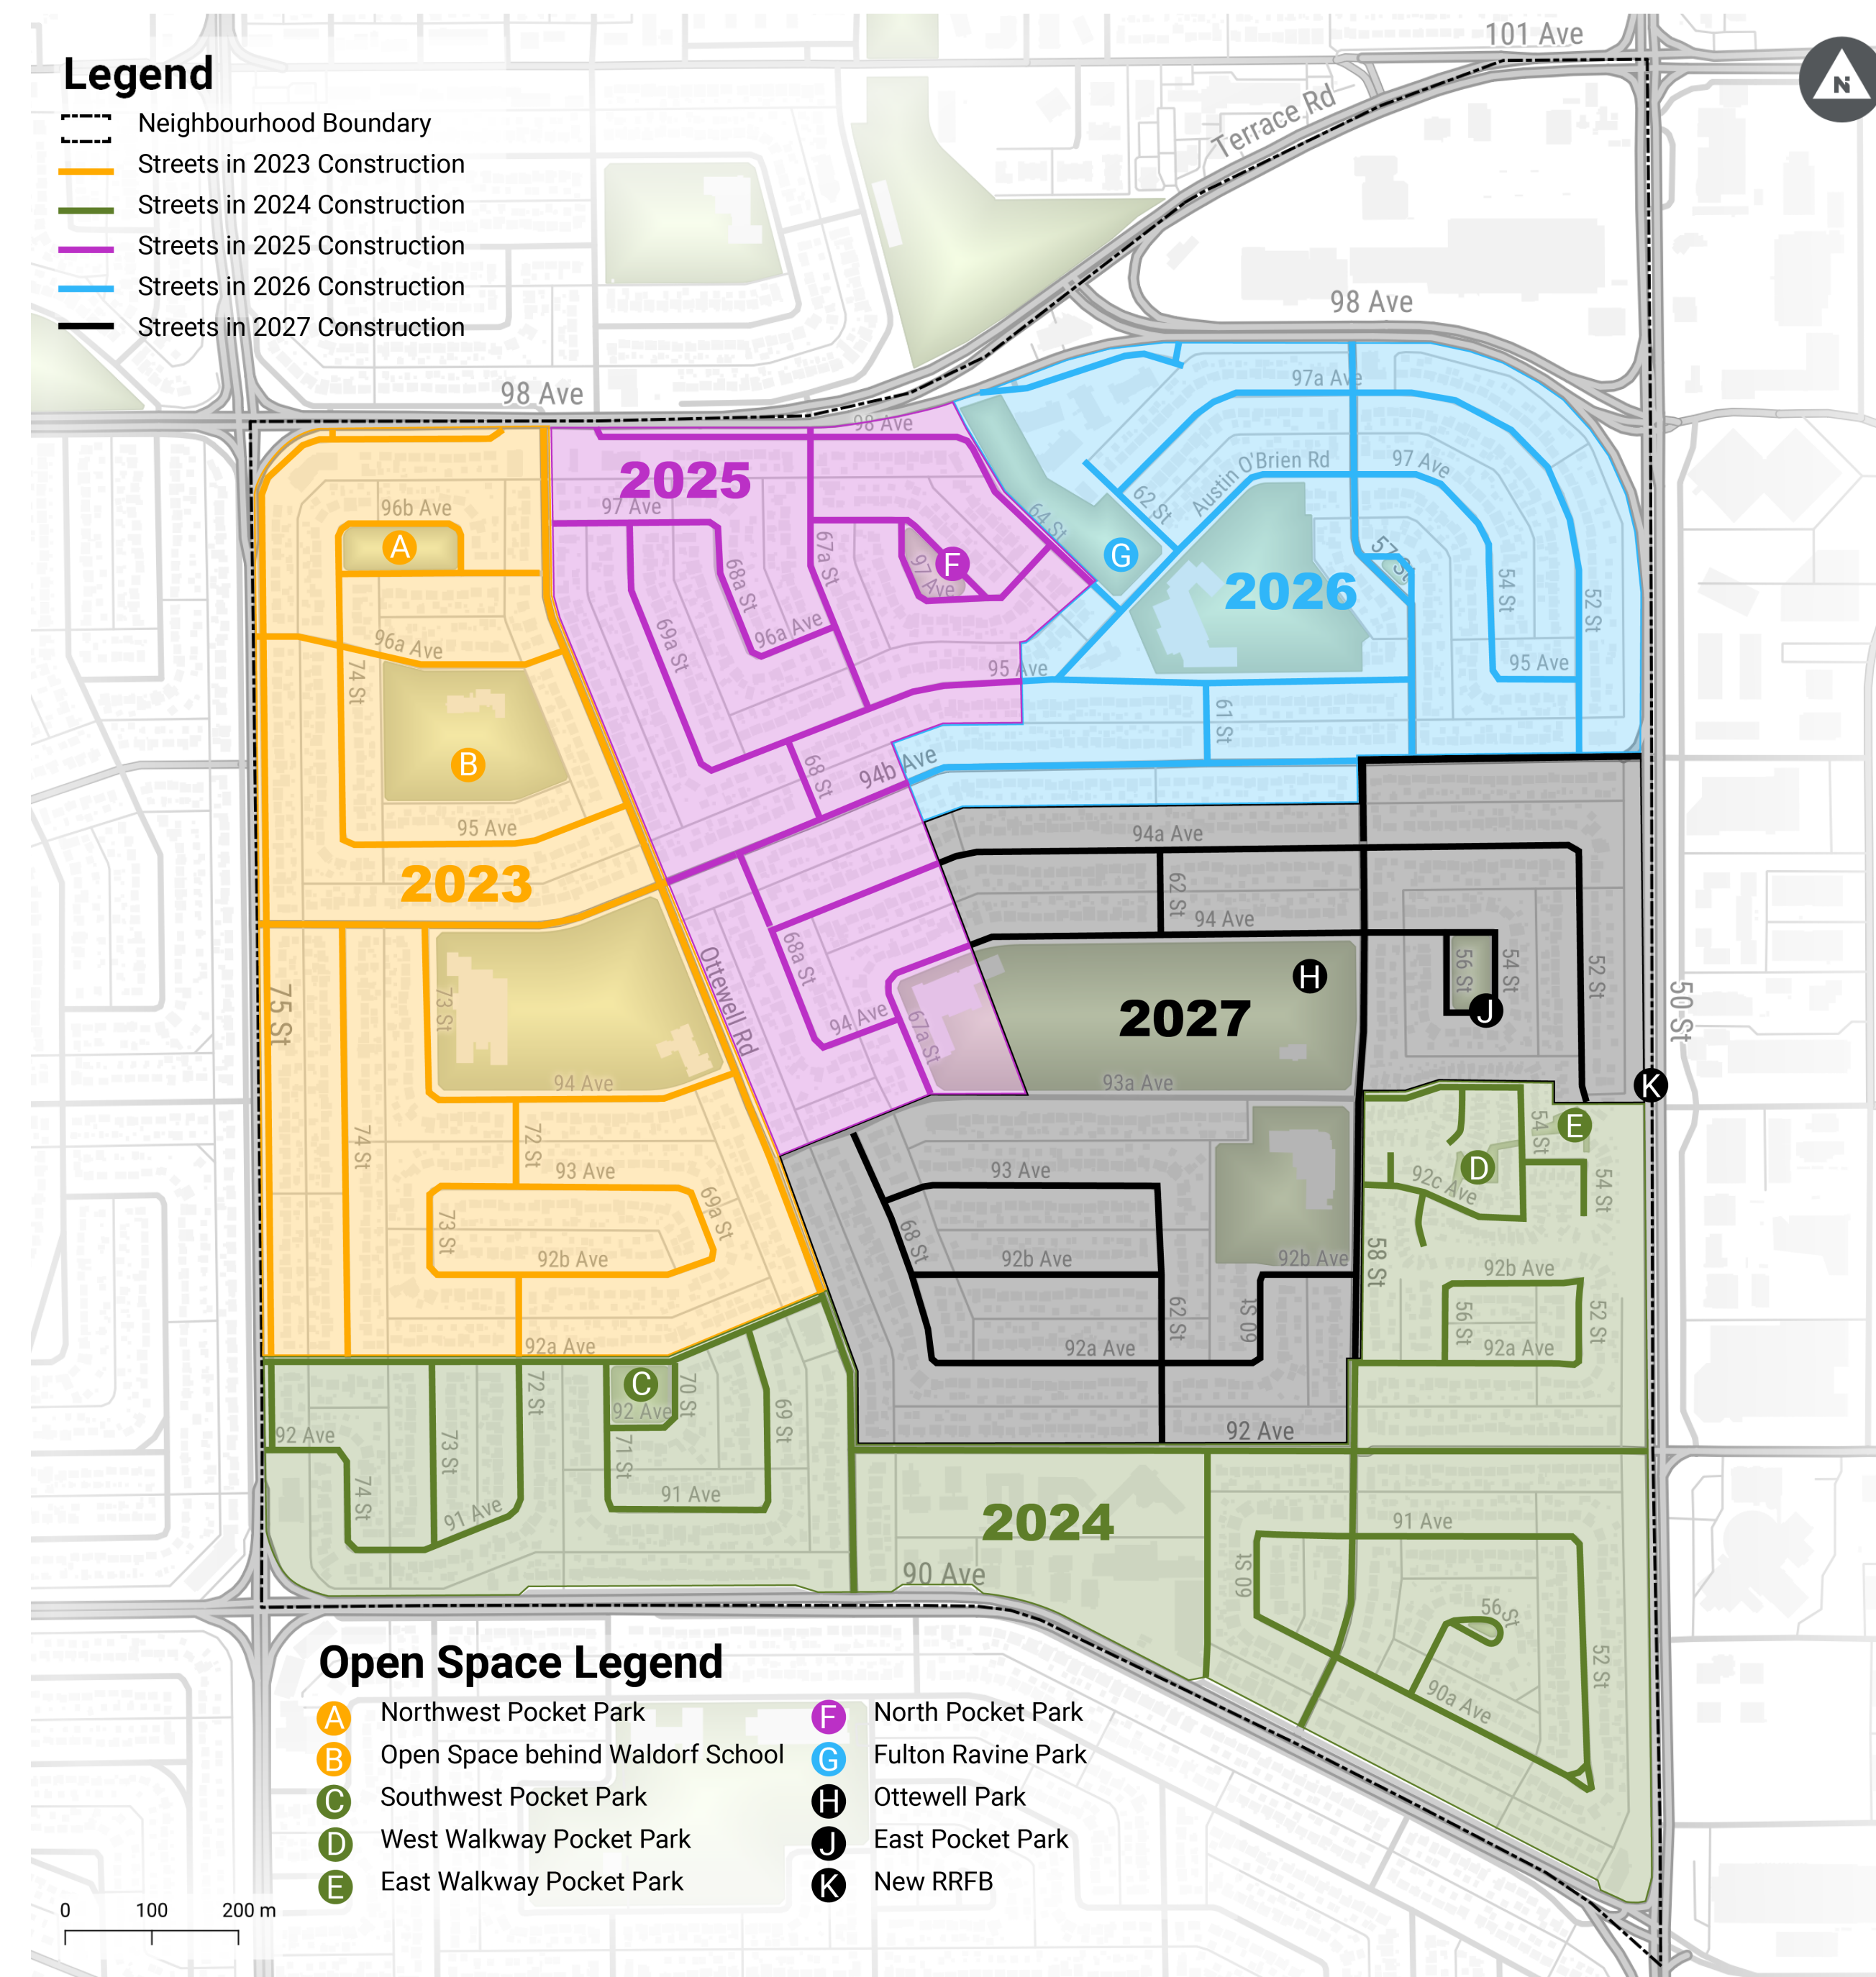 101 Ave
Legend
Neighbourhood Boundary
Streets in 2023 Construction
Streets in 2024 Construction
Streets in 2025 Construction
Streets in 2026 Construction
Streets in 2027 Construction
N
Terrace Rd
98 Ave
98 Ave
97a Ave
98 Ave
2025
97 Ave
Austin O'Brien Rd
97 Ave
96b Ave
A
62 St
64 St
67a St
68a St
F
97 Ave
G
2026
57 St
54 St
52 St
96a Ave
96a Ave
69a St
74 St
95 Ave
95 Ave
61 St
B
68 St
94b Ave
95 Ave
2023
94a Ave
62 St
94 Ave
75 St
73 St
Ottewell Rd
68a St
94 Ave
67a St
H
2027
56 St
54 St
J
52 St
50 St
94 Ave
93a Ave
K
74 St
72 St
93 Ave
69a St
73 St
92b Ave
93 Ave
68 St
92b Ave
92b Ave
54 St
E
D
92c Ave
54 St
58 St
92b Ave
62 St
60 St
56 St
52 St
92a Ave
92a Ave
92a Ave
C
92 Ave
70 St
72 St
69 St
92 Ave
73 St
71 St
92 Ave
74 St
91 Ave
91 Ave
2024
91 Ave
90 Ave
60 St
56 St
52 St
90a Ave
Open Space Legend
A Northwest Pocket Park
B Open Space behind Waldorf School
C Southwest Pocket Park
D West Walkway Pocket Park
E East Walkway Pocket Park
F North Pocket Park
G Fulton Ravine Park
H Ottewell Park
J East Pocket Park
K New RRFB
0 100 200 m